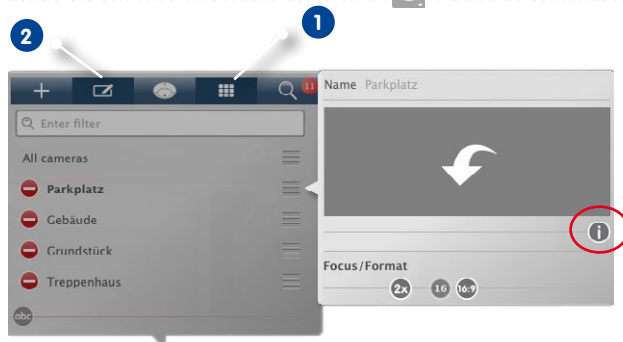 2
1
11
Enter filter
All cameras
Parkplatz
Gebäude
Grundstück
Treppenhaus
abc
Name Parkplatz
i
Focus/Format
2x 16 16:9